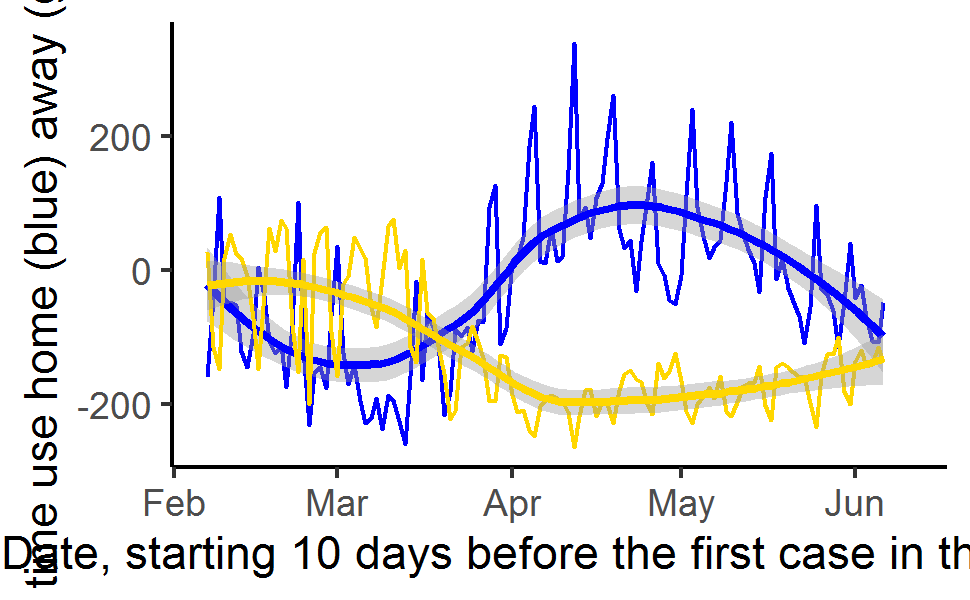 time use home (blue) away (
200
0
-200
Feb Mar Apr May Jun
Date, starting 10 days before the first case in th